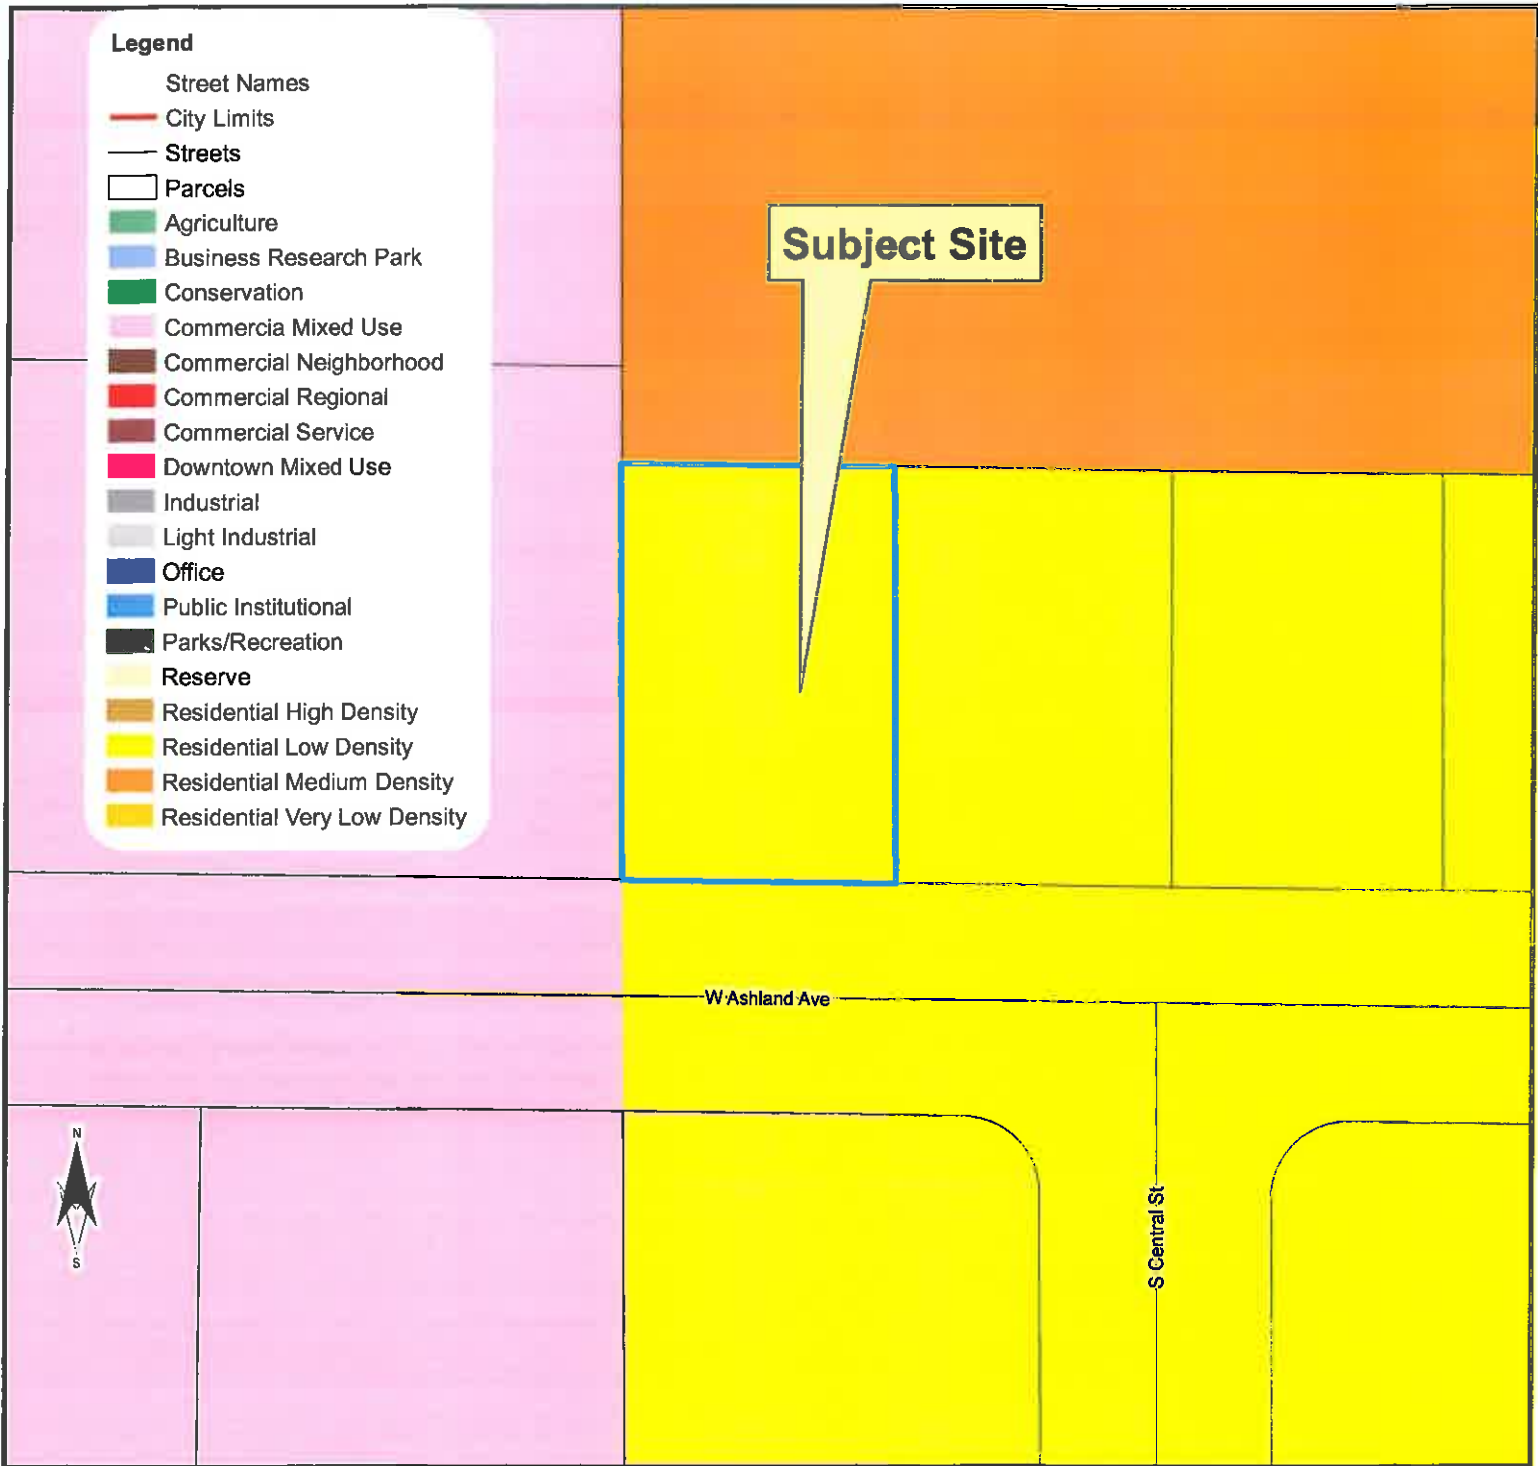 Legend
Street Names
City Limits
Streets
Parcels
Agriculture
Business Research Park
Conservation
Commercia Mixed Use
Commercial Neighborhood
Commercial Regional
Commercial Service
Downtown Mixed Use
Industrial
Light Industrial
Office
Public Institutional
Parks/Recreation
Reserve
Residential High Density
Residential Low Density
Residential Medium Density
Residential Very Low Density
Subject Site
W Ashland Ave
S Central St
N
S